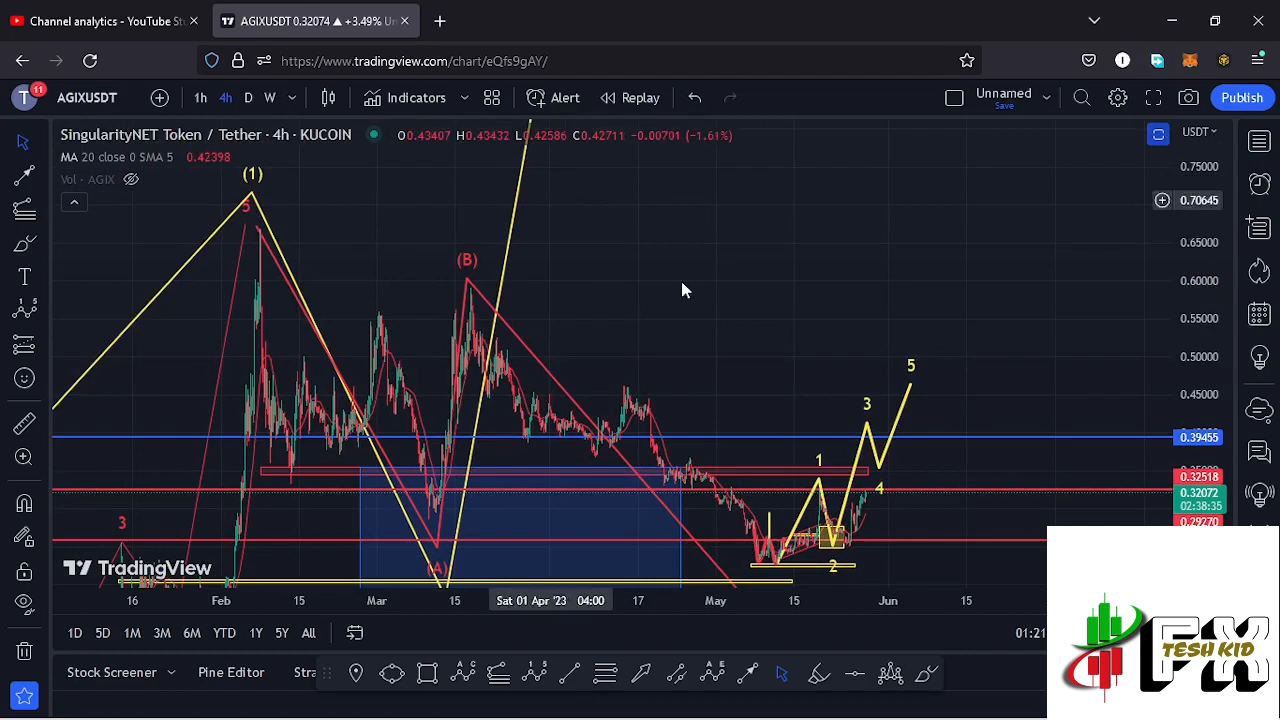 Channel analytics - YouTube St
AGIXUSDT 0.32074 ▲ +3.49% Un
https://www.tradingview.com/chart/eQfs9gAY/
11
T
AGIXUSDT
1h 4h D W
Indicators
Alert
Replay
Unnamed
Save
Publish
SingularityNET Token / Tether · 4h · KUCOIN
O0.43407 H0.43432 L0.42586 C0.42711 -0.00701 (-1.61%)
USDT
MA 20 close 0 SMA 5 0.42398
Vol · AGIX
0.75000
0.70645
0.65000
0.60000
0.55000
0.50000
0.45000
0.39455
0.32518
0.32072
02:38:35
0.29270
(1)
5
(B)
3
(A)
1
2
3
4
5
TradingView
16 Feb 15 Mar 15 Sat 01 Apr '23 04:00 17 May 15 Jun 15
1D 5D 1M 3M 6M YTD 1Y 5Y All
01:21
Stock Screener
Pine Editor
Stra
FX
TESH KID